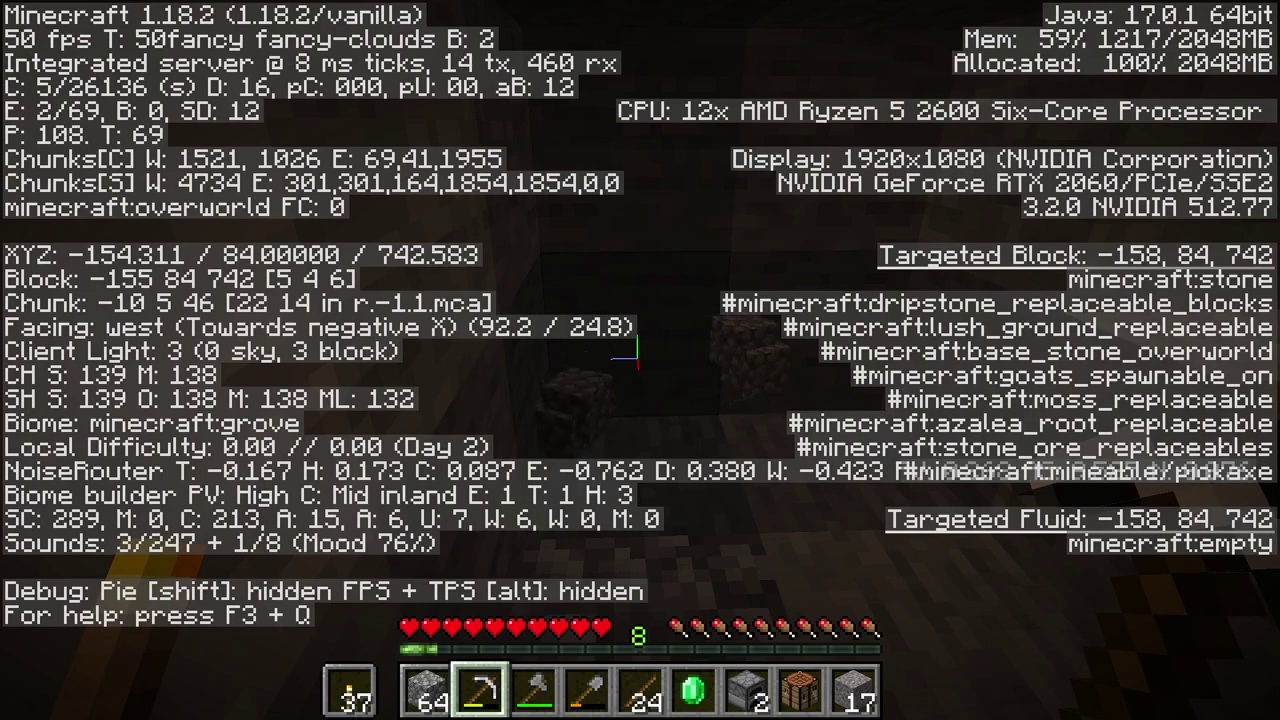 Minecraft 1.18.2 (1.18.2/vanilla)
50 fps T: 50fancy fancy-clouds B: 2
Integrated server @ 8 ms ticks, 14 tx, 460 rx
C: 5/26136 (s) D: 16, pC: 000, pU: 00, aB: 12
E: 2/69, B: 0, SD: 12
P: 108. T: 69
Chunks[C] W: 1521, 1026 E: 69,41,1955
Chunks[S] W: 4734 E: 301,301,164,1854,1854,0,0
minecraft:overworld FC: 0
XYZ: -154.311 / 84.00000 / 742.583
Block: -155 84 742 [5 4 6]
Chunk: -10 5 46 [22 14 in r.-1.1.mca]
Facing: west (Towards negative X) (92.2 / 24.8)
Client Light: 3 (0 sky, 3 block)
CH S: 139 M: 138
SH S: 139 O: 138 M: 138 ML: 132
Biome: minecraft:grove
Local Difficulty: 0.00 // 0.00 (Day 2)
NoiseRouter T: -0.167 H: 0.173 C: 0.087 E: -0.762 D: 0.380 W: -0.423
Biome builder PV: High C: Mid inland E: 1 T: 1 H: 3
SC: 289, M: 0, C: 213, A: 15, A: 6, U: 7, W: 6, W: 0, M: 0
Sounds: 3/247 + 1/8 (Mood 76%)
Debug: Pie [shift]: hidden FPS + TPS [alt]: hidden
For help: press F3 + Q
Java: 17.0.1 64bit
Mem: 59% 1217/2048MB
Allocated: 100% 2048MB
CPU: 12x AMD Ryzen 5 2600 Six-Core Processor
Display: 1920x1080 (NVIDIA Corporation)
NVIDIA GeForce RTX 2060/PCIe/SSE2
3.2.0 NVIDIA 512.77
Targeted Block: -158, 84, 742
minecraft:stone
#minecraft:dripstone_replaceable_blocks
#minecraft:lush_ground_replaceable
#minecraft:base_stone_overworld
#minecraft:goats_spawnable_on
#minecraft:moss_replaceable
#minecraft:azalea_root_replaceable
#minecraft:stone_ore_replaceables
#minecraft:mineable/pickaxe
Targeted Fluid: -158, 84, 742
minecraft:empty
8
37 64 24 2 17